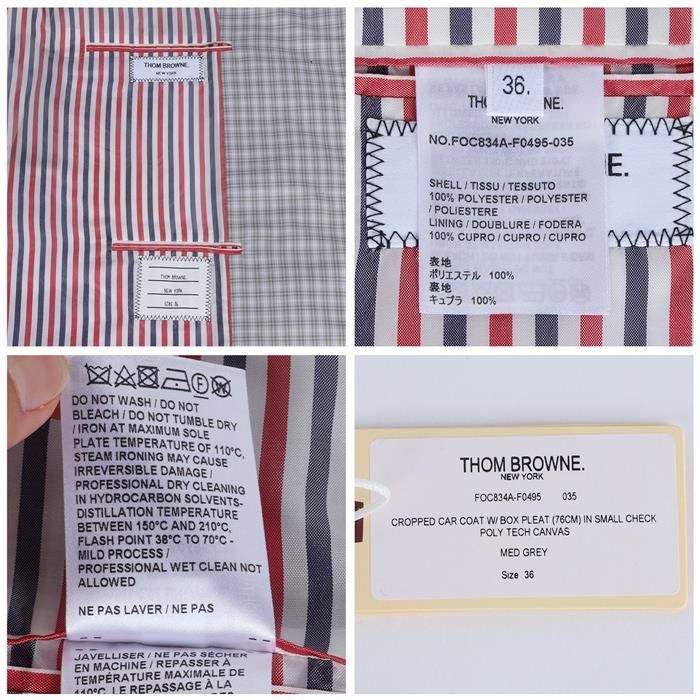 THOM BROWNE.
NEW YORK
THOM BROWNE
NEW YORK
SIZE 36
36.
THOM BROWNE.
NEW YORK
NO.FOC834A-F0495-035
SHELL / TISSU / TESSUTO
100% POLYESTER / POLYESTER
/ POLIESTERE
LINING / DOUBLURE / FODERA
100% CUPRO / CUPRO / CUPRO
表地
ポリエステル 100%
裏地
キュプラ 100%
E.
DO NOT WASH / DO NOT
BLEACH / DO NOT TUMBLE DRY
/ IRON AT MAXIMUM SOLE
PLATE TEMPERATURE OF 110°C,
STEAM IRONING MAY CAUSE
IRREVERSIBLE DAMAGE /
PROFESSIONAL DRY CLEANING
IN HYDROCARBON SOLVENTS-
DISTILLATION TEMPERATURE
BETWEEN 150°C AND 210°C,
FLASH POINT 38°C TO 70°C -
MILD PROCESS /
PROFESSIONAL WET CLEAN NOT
ALLOWED
NE PAS LAVER / NE PAS
JAVELLISER / NE PAS SÉCHER
EN MACHINE / REPASSER À
TEMPÉRATURE MAXIMALE DE
110°C, LE REPASSAGE À LA
THOM BROWNE.
NEW YORK
FOC834A-F0495 035
CROPPED CAR COAT W/ BOX PLEAT (76CM) IN SMALL CHECK
POLY TECH CANVAS
MED GREY
Size 36